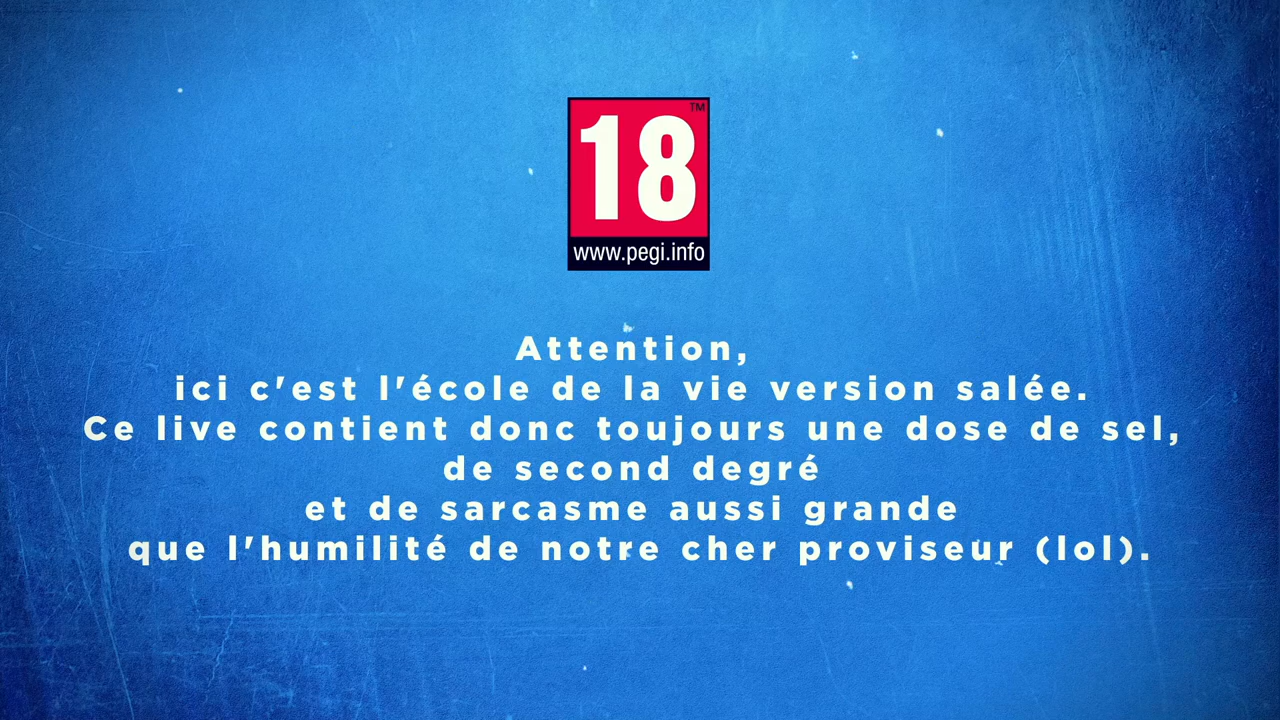 18
TM
www.pegi.info
Attention,
ici c'est l'école de la vie version salée.
Ce live contient donc toujours une dose de sel,
de second degré
et de sarcasme aussi grande
que l'humilité de notre cher proviseur (lol).